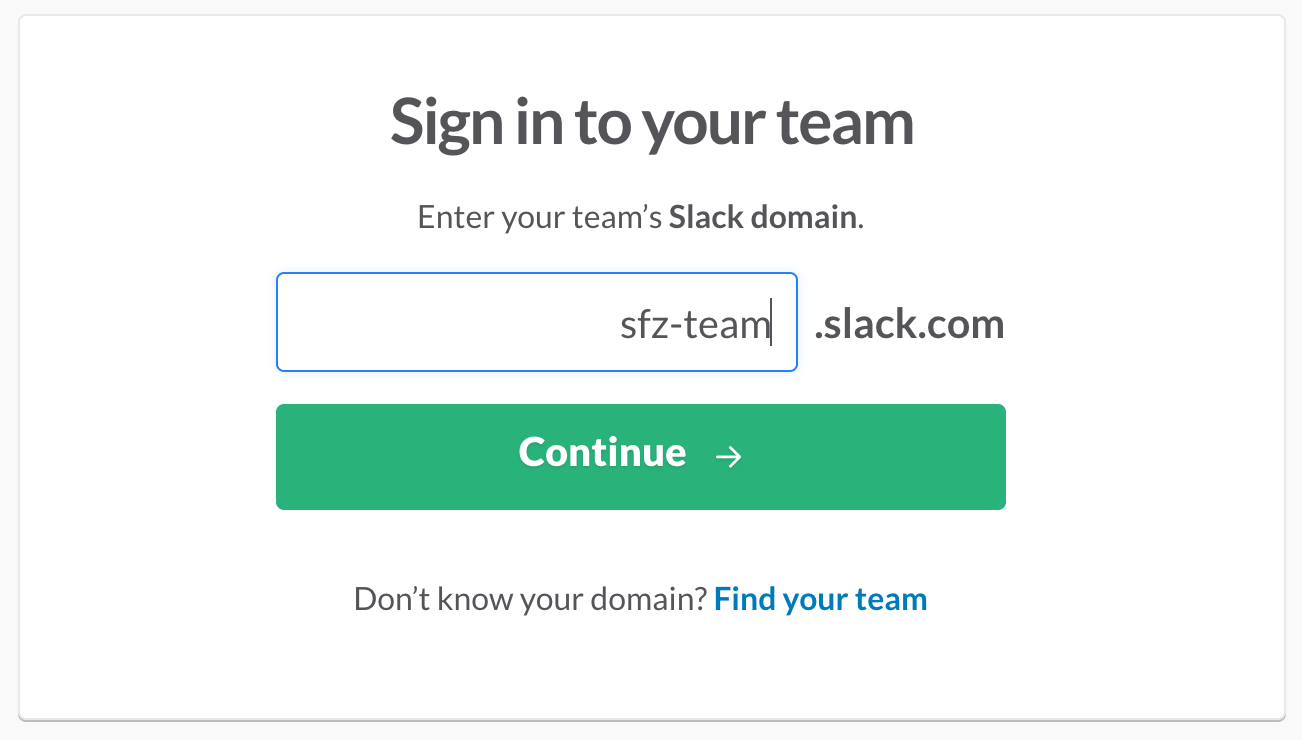 Sign in to your team
Enter your team’s Slack domain.
sfz-team .slack.com
Continue →
Don’t know your domain? Find your team